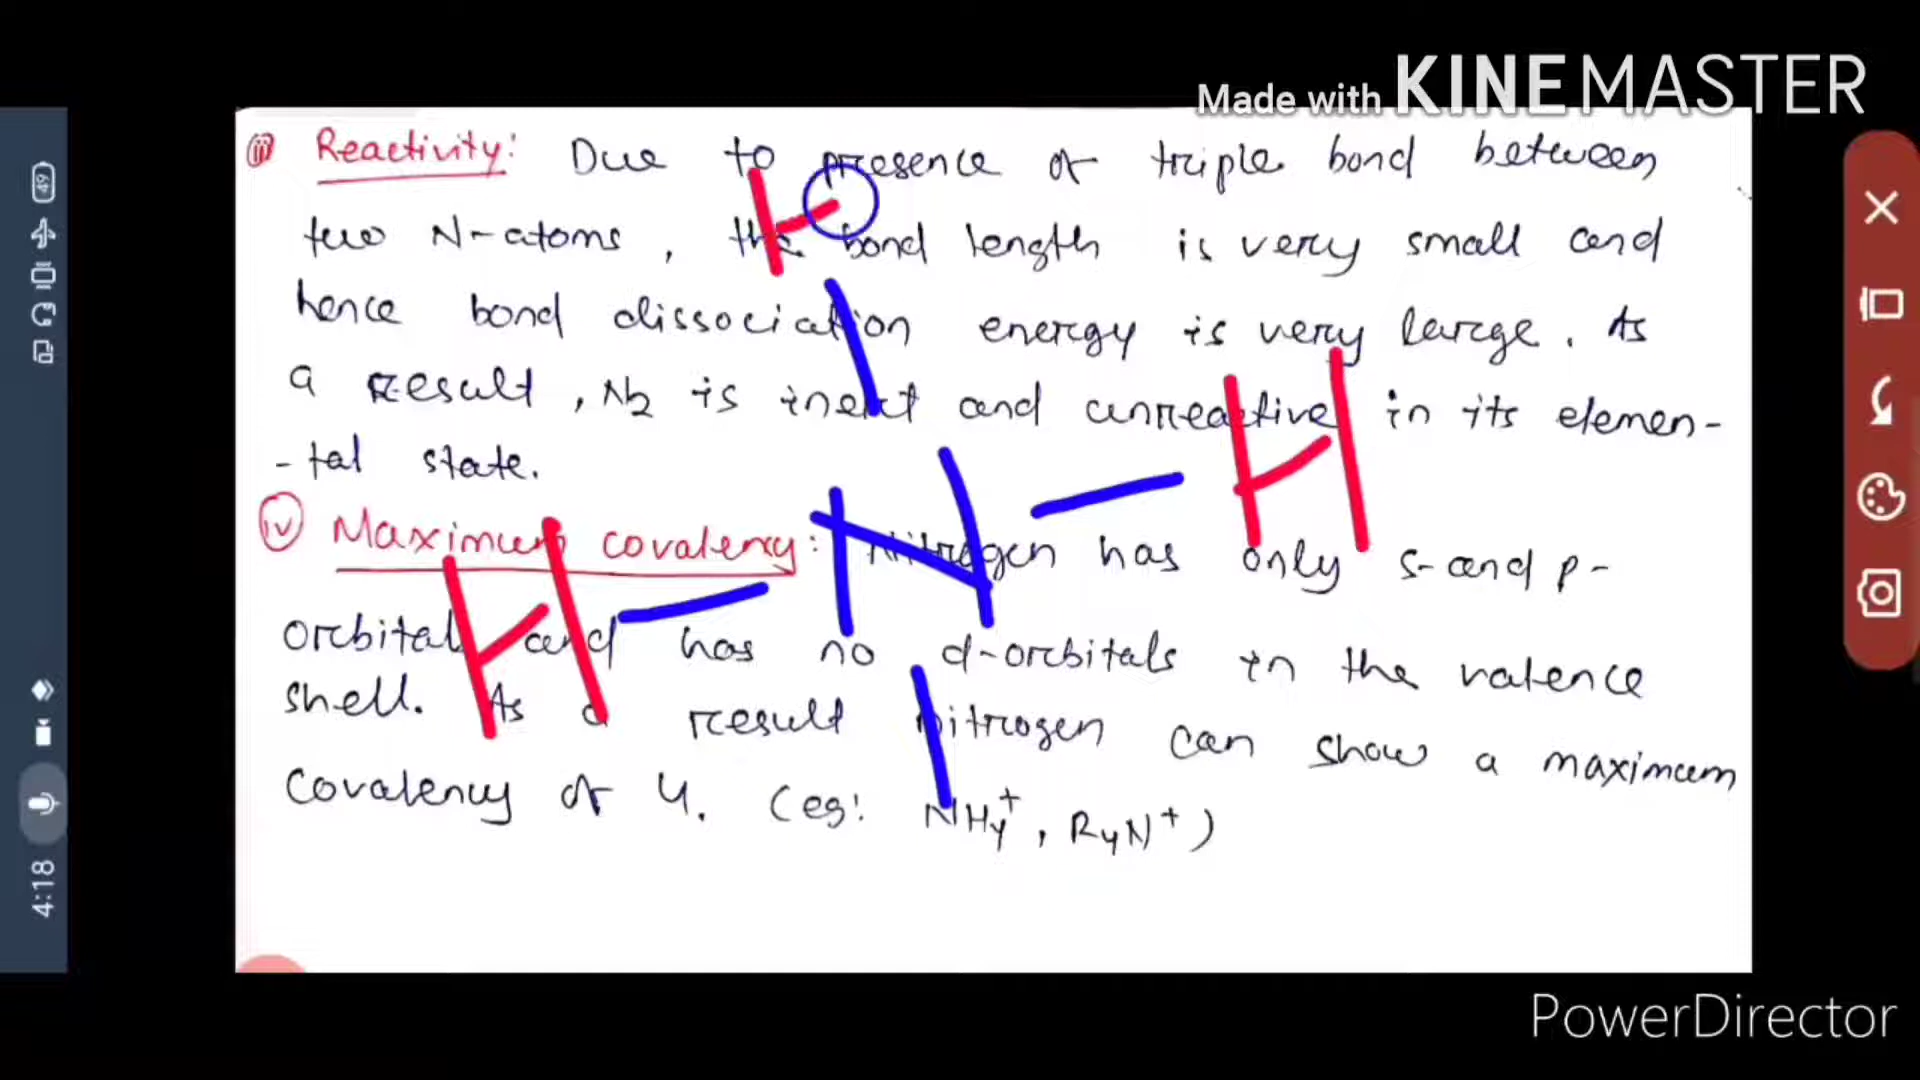 Made with KINEMASTER
(iii) Reactivity: Due to presence of triple bond between
two N-atoms, the bond length is very small and
hence bond dissociation energy is very large. As
a result, N2 is inert and unreactive in its elemen-
-tal state.
(iv) Maximum covalency: Nitrogen has only s-and p-
orbital and has no d-orbitals in the valence
shell. As a result nitrogen can show a maximum
covalency of 4. (eg: NH4+, R4N+)
H
N - H
H -
49
4:18
PowerDirector